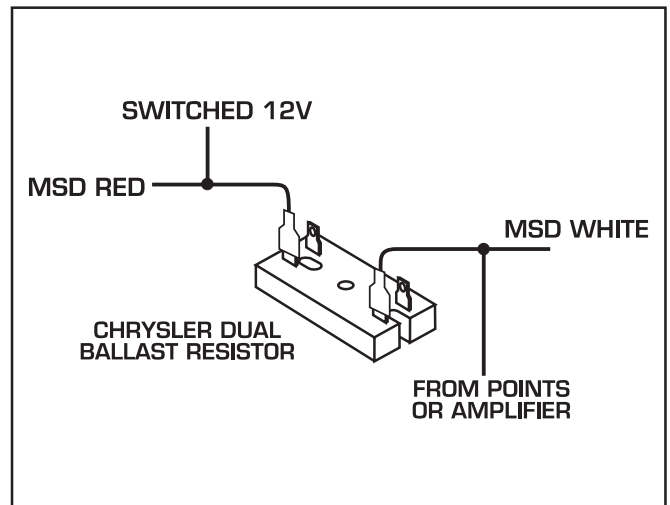 SWITCHED 12V
MSD RED
MSD WHITE
CHRYSLER DUAL
BALLAST RESISTOR
FROM POINTS
OR AMPLIFIER